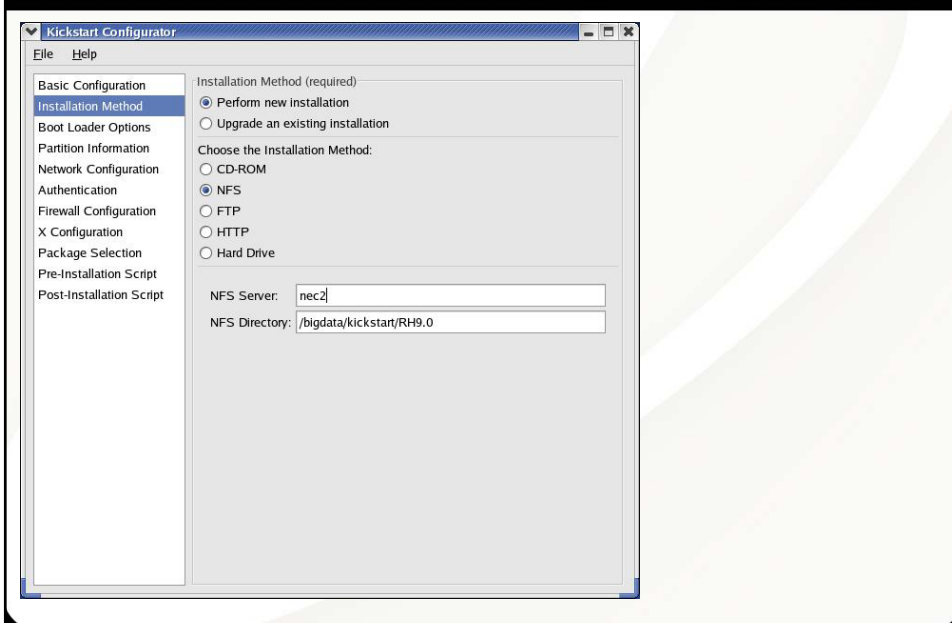 Kickstart Configurator
File Help
Basic Configuration
Installation Method
Boot Loader Options
Partition Information
Network Configuration
Authentication
Firewall Configuration
X Configuration
Package Selection
Pre-Installation Script
Post-Installation Script
Installation Method (required)
Perform new installation
Upgrade an existing installation
Choose the Installation Method:
CD-ROM
NFS
FTP
HTTP
Hard Drive
NFS Server: nec2
NFS Directory: /bigdata/kickstart/RH9.0